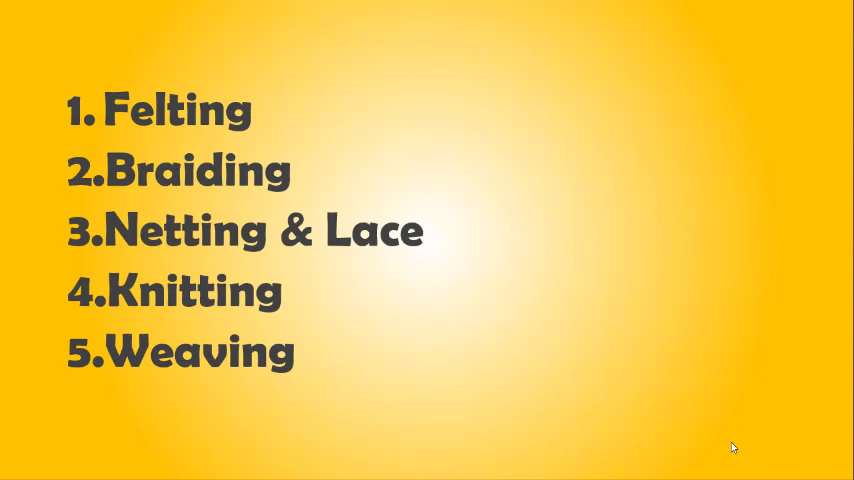 1. Felting
2.Braiding
3.Netting & Lace
4.Knitting
5.Weaving